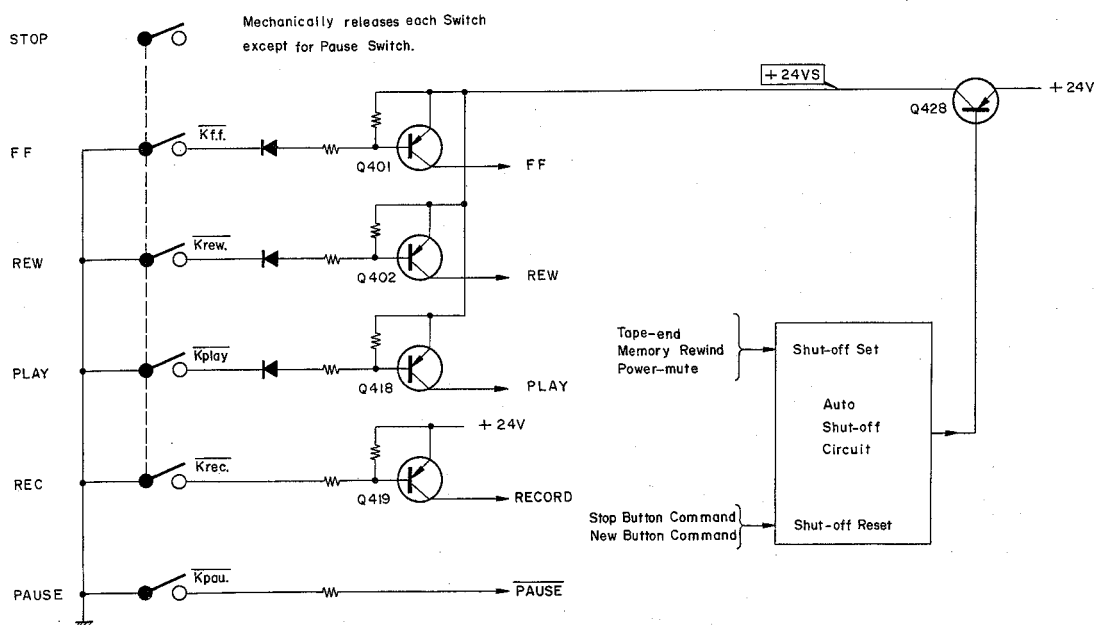 Mechanically releases each Switch
except for Pause Switch.
STOP
+24VS
+24V
Q428
FF
Kf.f.
Q401
FF
REW
Krew.
Q402
REW
PLAY
Kplay
Q418
PLAY
Tape-end
Memory Rewind
Power-mute
Shut-off Set
Auto
Shut-off
Circuit
+24V
REC
Krec.
Q419
RECORD
Stop Button Command
New Button Command
Shut-off Reset
PAUSE
Kpau.
PAUSE